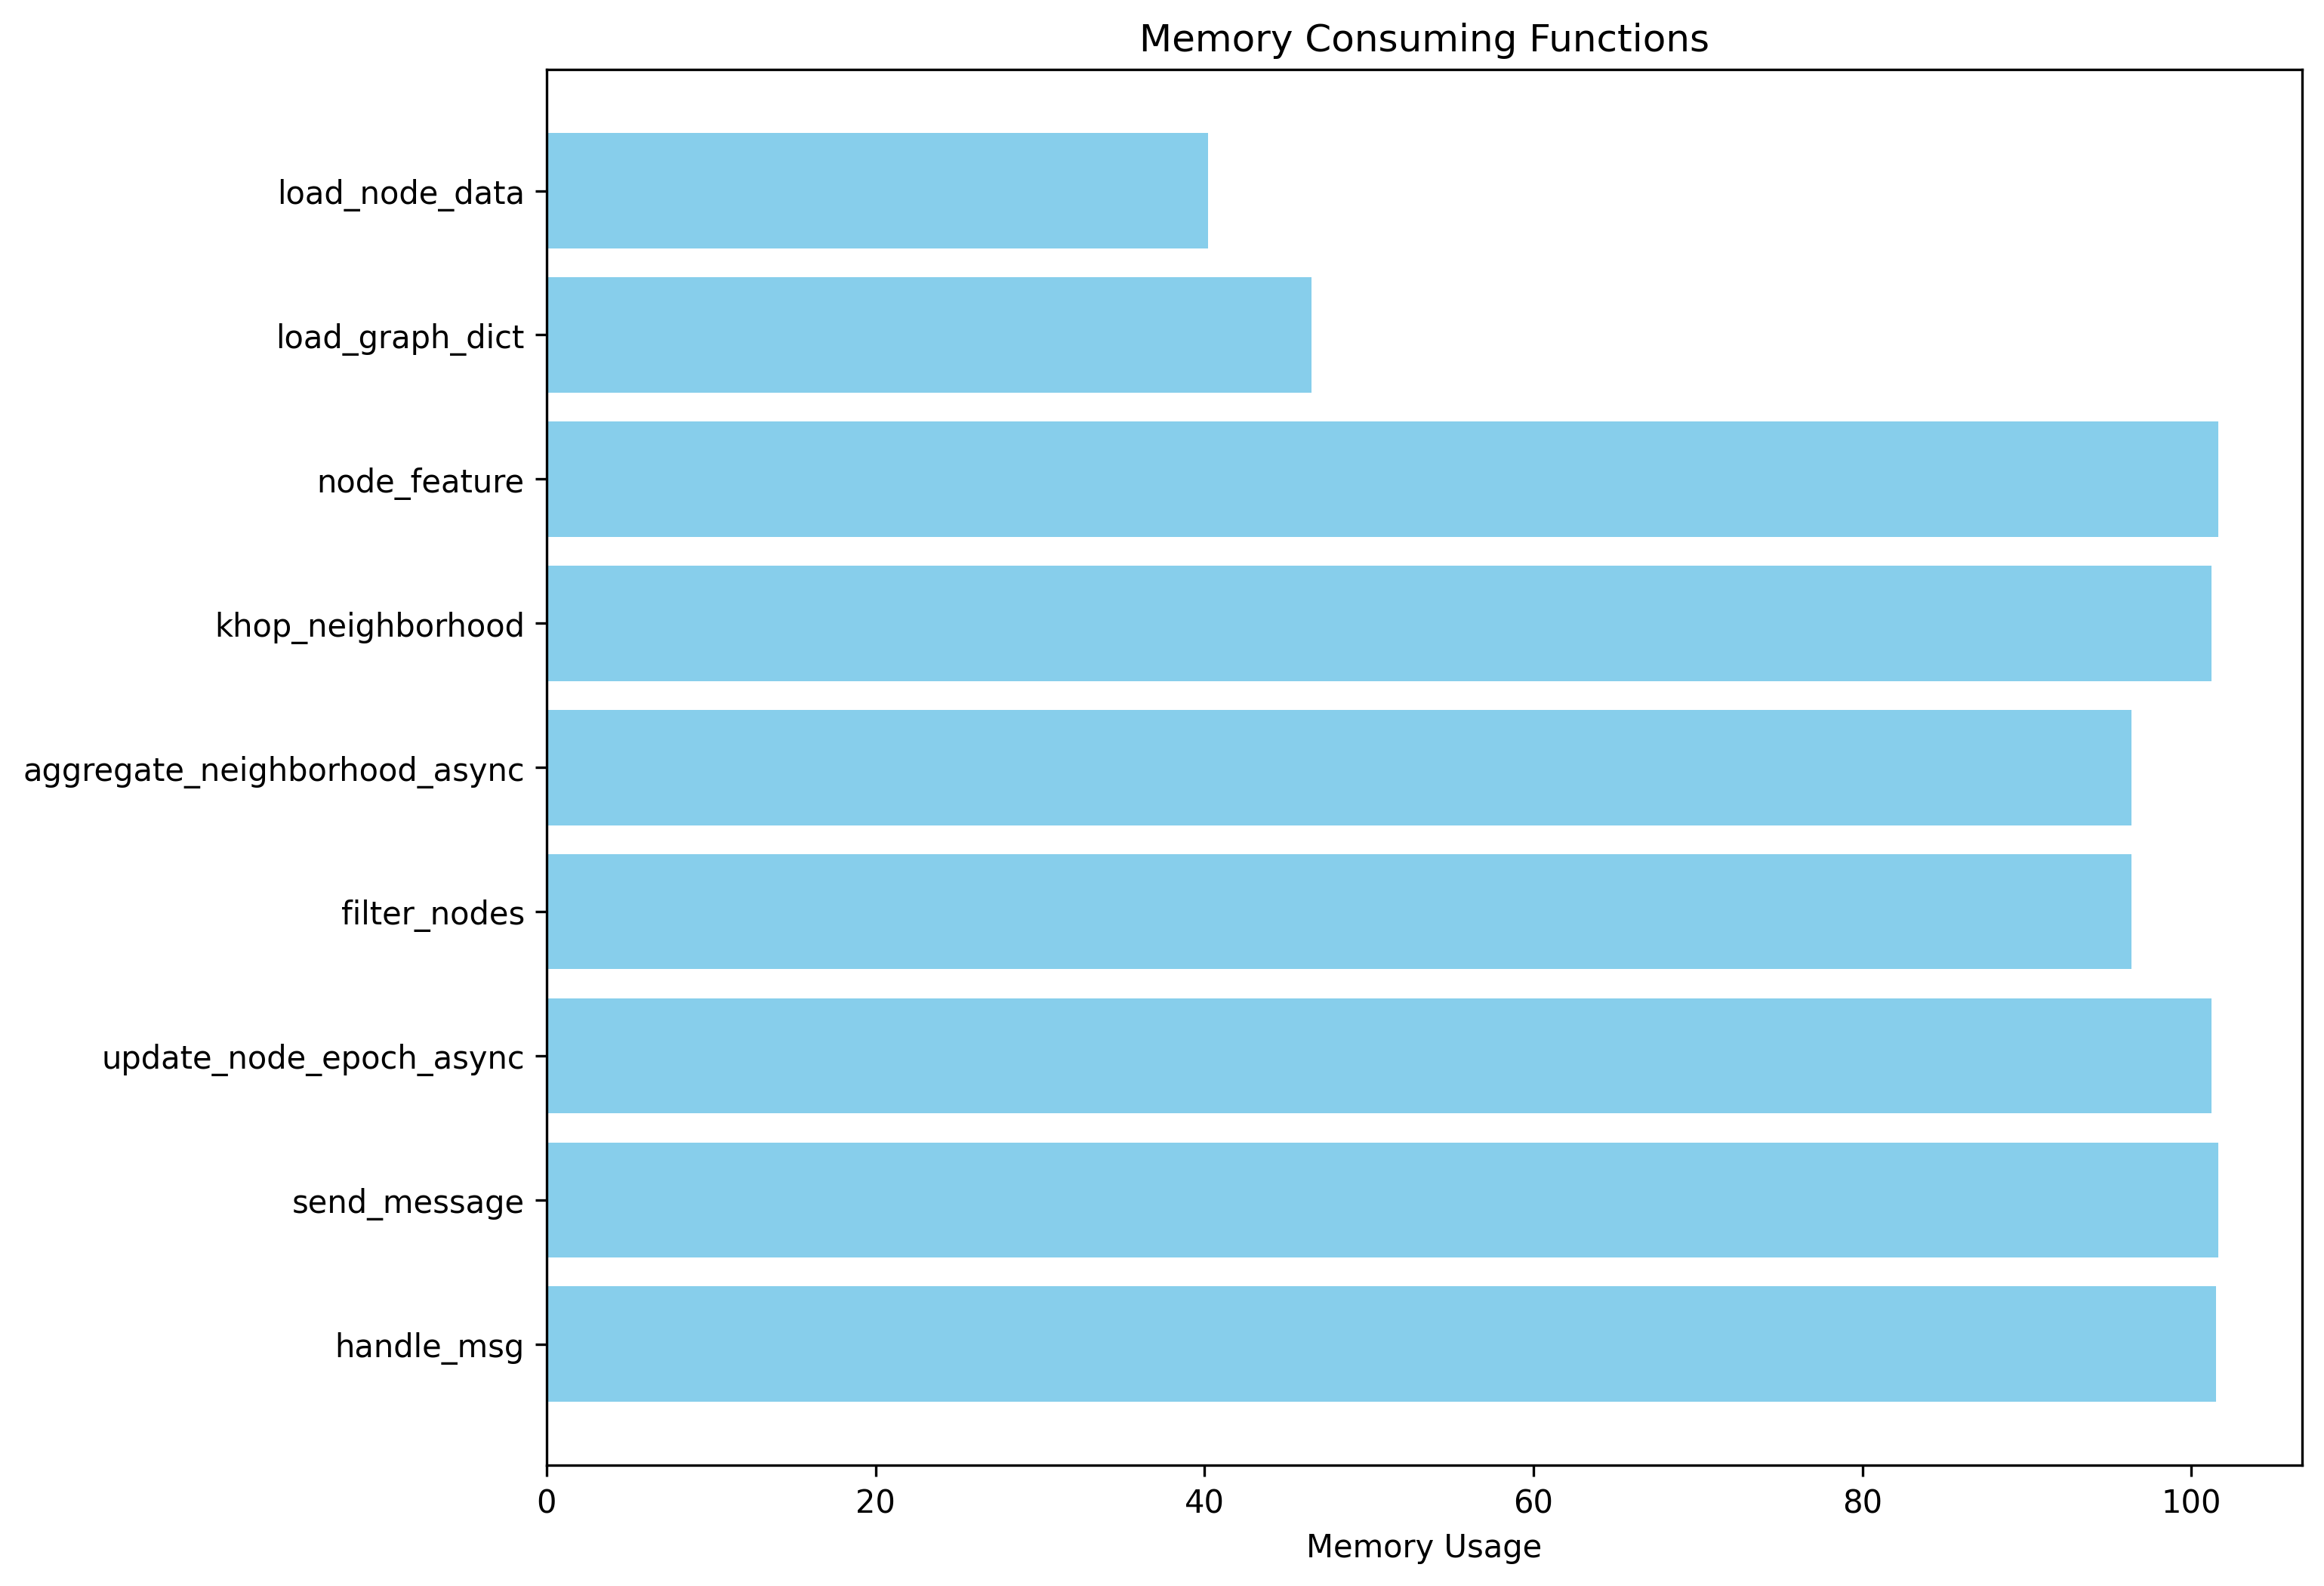 Memory Consuming Functions
load_node_data
load_graph_dict
node_feature
khop_neighborhood
aggregate_neighborhood_async
filter_nodes
update_node_epoch_async
send_message
handle_msg
0 20 40 60 80 100
Memory Usage